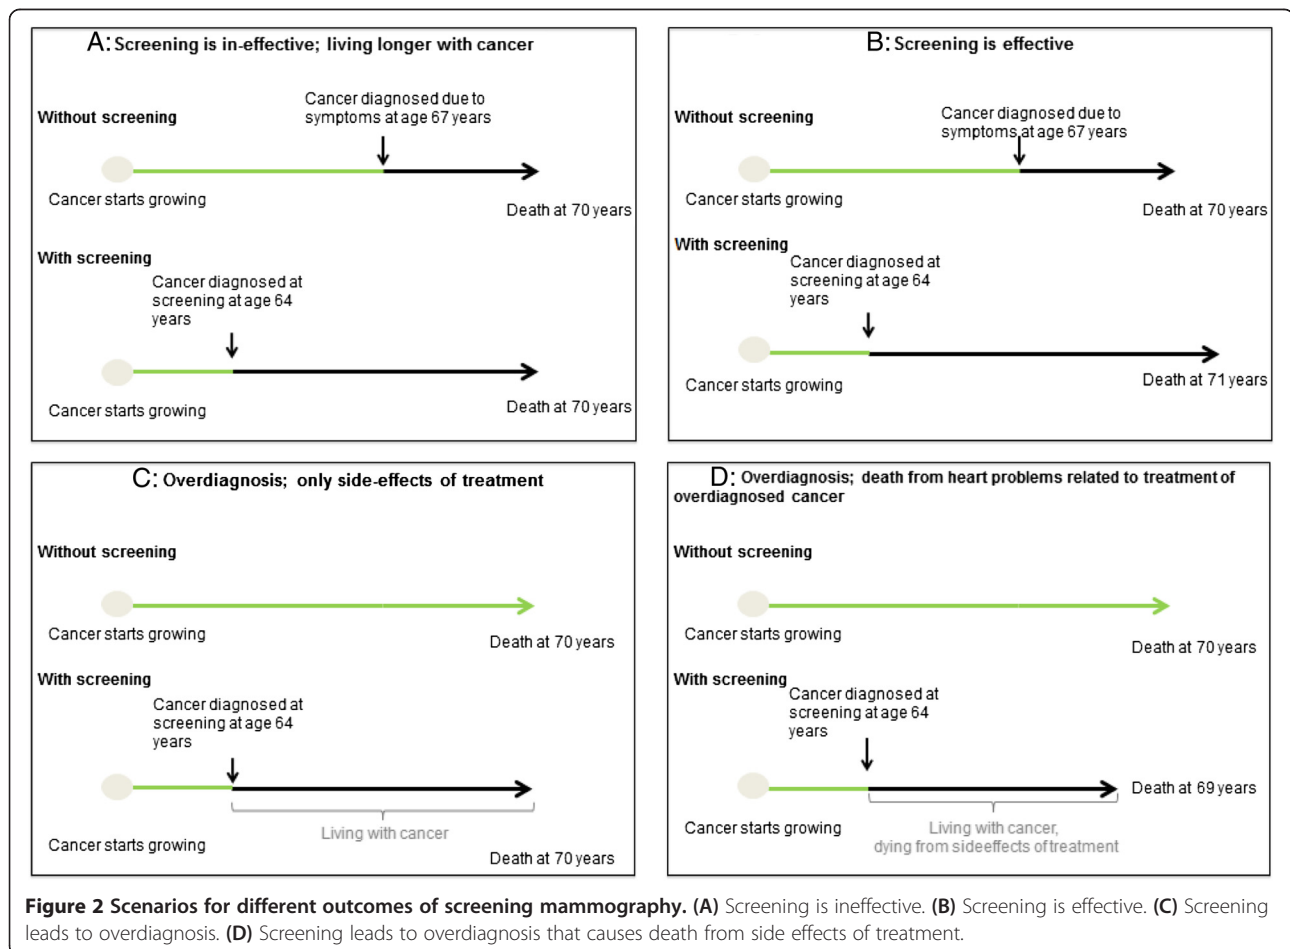 A: Screening is in-effective; living longer with cancer
Without screening
Cancer diagnosed due to
symptoms at age 67 years
Cancer starts growing
Death at 70 years
With screening
Cancer diagnosed at
screening at age 64
years
Cancer starts growing
Death at 70 years
B: Screening is effective
Without screening
Cancer diagnosed due to
symptoms at age 67 years
Cancer starts growing
Death at 70 years
With screening
Cancer diagnosed at
screening at age 64
years
Cancer starts growing
Death at 71 years
C: Overdiagnosis; only side-effects of treatment
Without screening
Cancer starts growing
Death at 70 years
With screening
Cancer diagnosed at
screening at age 64
years
Living with cancer
Cancer starts growing
Death at 70 years
D: Overdiagnosis; death from heart problems related to treatment of
overdiagnosed cancer
Without screening
Cancer starts growing
Death at 70 years
With screening
Cancer diagnosed at
screening at age 64
years
Death at 69 years
Cancer starts growing
Living with cancer,
dying from sideeffects of treatment
Figure 2 Scenarios for different outcomes of screening mammography. (A) Screening is ineffective. (B) Screening is effective. (C) Screening
leads to overdiagnosis. (D) Screening leads to overdiagnosis that causes death from side effects of treatment.